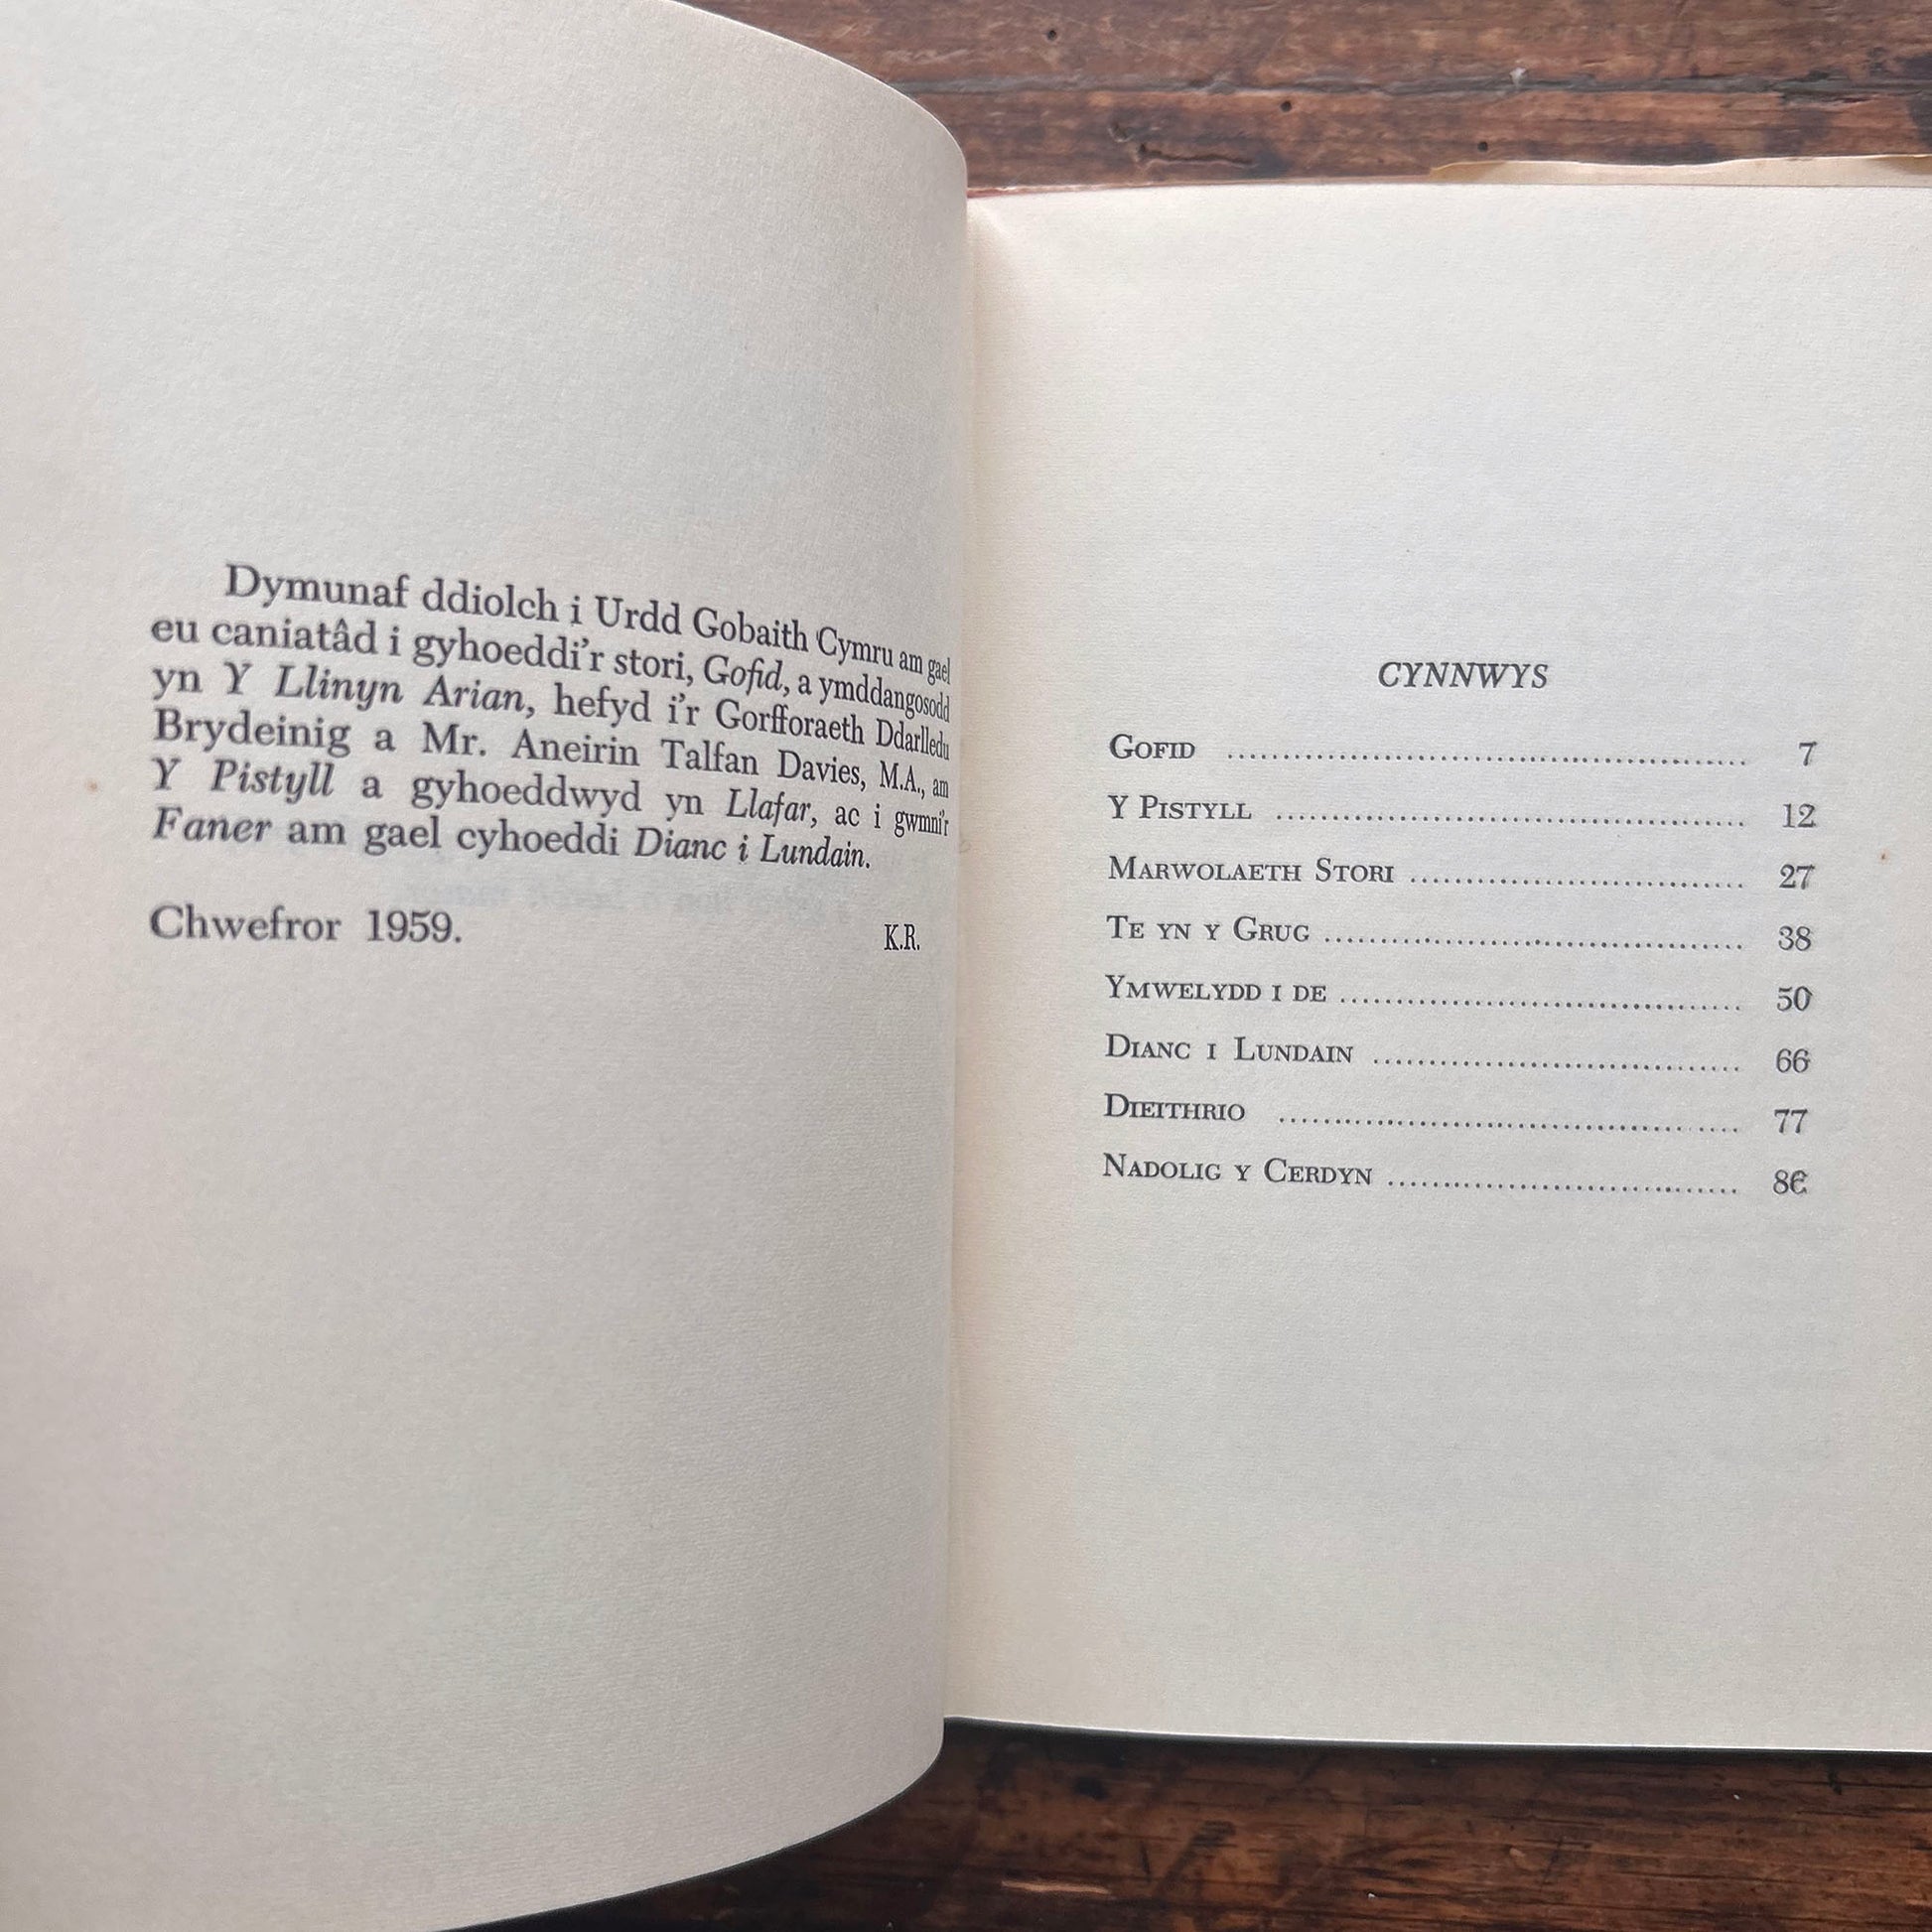 Dymunaf ddiolch i Urdd Gobaith Cymru am gael
eu caniatâd i gyhoeddi'r stori, Gofid, a ymddangosodd
yn Y Llinyn Arian, hefyd i'r Gorfforaeth Ddarlledu
Brydeinig a Mr. Aneirin Talfan Davies, M.A., am
Y Pistyll a gyhoeddwyd yn Llafar, ac i gwmni'r
Faner am gael cyhoeddi Dianc i Lundain.
Chwefror 1959. K.R.
CYNNWYS
GOFID 7
Y PISTYLL 12
MARWOLAETH STORI 27
TE YN Y GRUG 38
YMWELYDD I DE 50
DIANC I LUNDAIN 66
DIEITHRIO 77
NADOLIG Y CERDYN